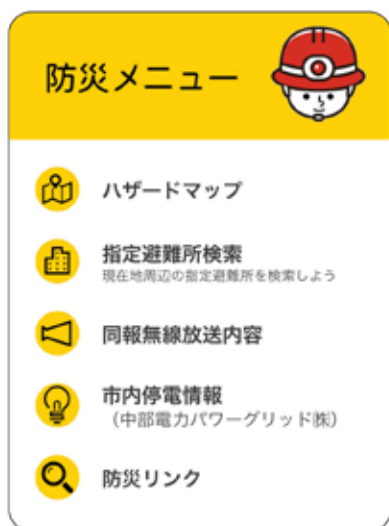 防災メニュー
ハザードマップ
指定避難所検索
現在地周辺の指定避難所を検索しよう
同報無線放送内容
市内停電情報
（中部電力パワーグリッド㈱）
防災リンク